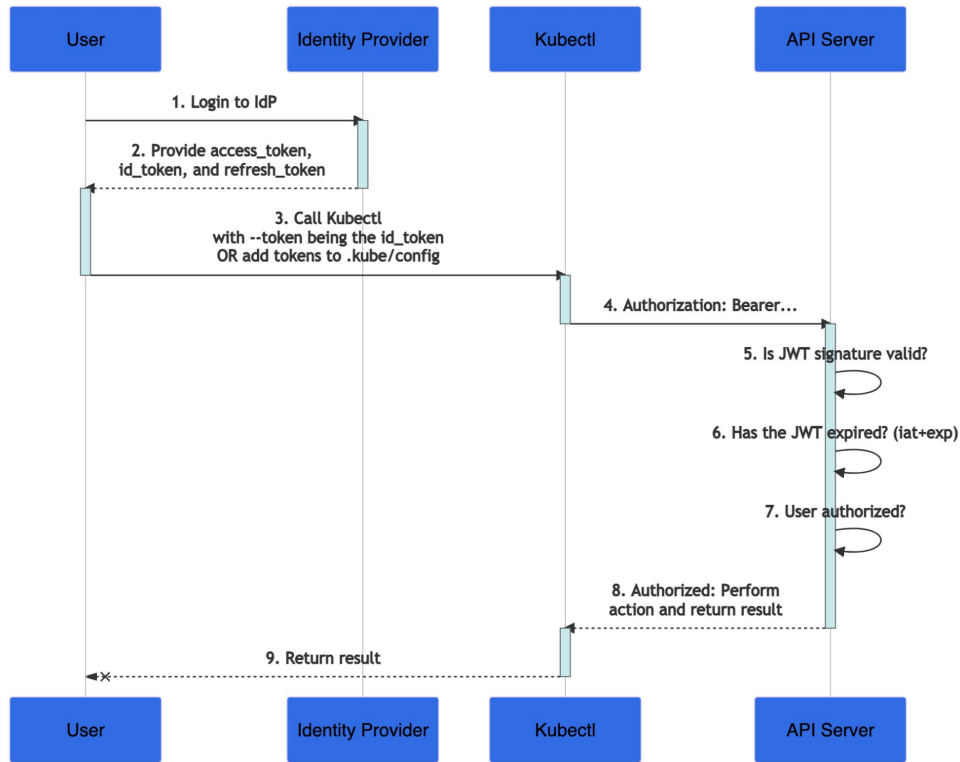 User
Identity Provider
Kubectl
API Server
1. Login to IdP
2. Provide access_token,
id_token, and refresh_token
3. Call Kubectl
with --token being the id_token
OR add tokens to .kube/config
4. Authorization: Bearer...
5. Is JWT signature valid?
6. Has the JWT expired? (iat+exp)
7. User authorized?
8. Authorized: Perform
action and return result
9. Return result
User
Identity Provider
Kubectl
API Server